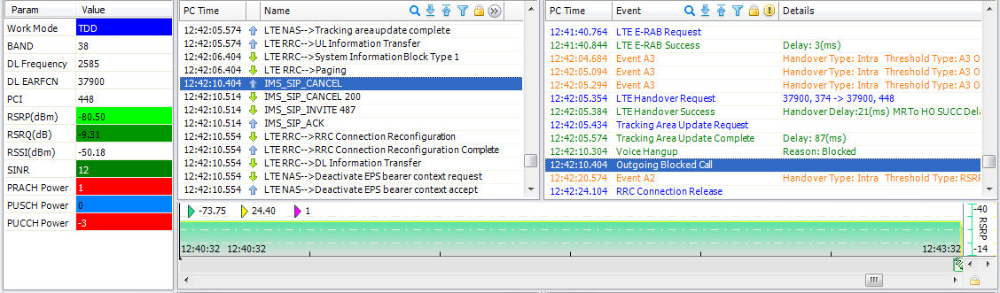 Param Value
Work Mode TDD
BAND 38
DL Frequency 2585
DL EARFCN 37900
PCI 448
RSRP(dBm) -80.50
RSRQ(dB) -9.31
RSSI(dBm) -50.18
SINR 12
PRACH Power 1
PUSCH Power 0
PUCCH Power -3
PC Time Name
12:42:05.574 LTE NAS-->Tracking area update complete
12:42:05.574 LTE RRC-->UL Information Transfer
12:42:06.404 LTE RRC-->System Information Block Type 1
12:42:06.404 LTE RRC-->Paging
12:42:10.404 IMS_SIP_CANCEL
12:42:10.514 IMS_SIP_CANCEL 200
12:42:10.514 IMS_SIP_INVITE 487
12:42:10.514 IMS_SIP_ACK
12:42:10.554 LTE RRC-->RRC Connection Reconfiguration
12:42:10.554 LTE RRC-->RRC Connection Reconfiguration Complete
12:42:10.554 LTE RRC-->DL Information Transfer
12:42:10.554 LTE NAS-->Deactivate EPS bearer context request
12:42:10.554 LTE NAS-->Deactivate EPS bearer context accept
PC Time Event Details
12:41:40.764 LTE E-RAB Request
12:41:40.844 LTE E-RAB Success Delay: 3(ms)
12:42:04.684 Event A3 Handover Type: Intra Threshold Type: A3 O
12:42:05.094 Event A3 Handover Type: Intra Threshold Type: A3 O
12:42:05.294 Event A3 Handover Type: Intra Threshold Type: A3 O
12:42:05.354 LTE Handover Request 37900, 374 -> 37900, 448
12:42:05.384 LTE Handover Success Handover Delay:21(ms) MRTo HO SUCC Dela
12:42:05.434 Tracking Area Update Request
12:42:05.574 Tracking Area Update Complete Delay: 87(ms)
12:42:10.304 Voice Hangup Reason: Blocked
12:42:10.404 Outgoing Blocked Call
12:42:20.574 Event A2 Handover Type: Intra Threshold Type: RSRP
12:42:24.104 RRC Connection Release
-73.75 24.40 1
12:40:32 12:40:32 12:43:32
-40
RSRP
-14